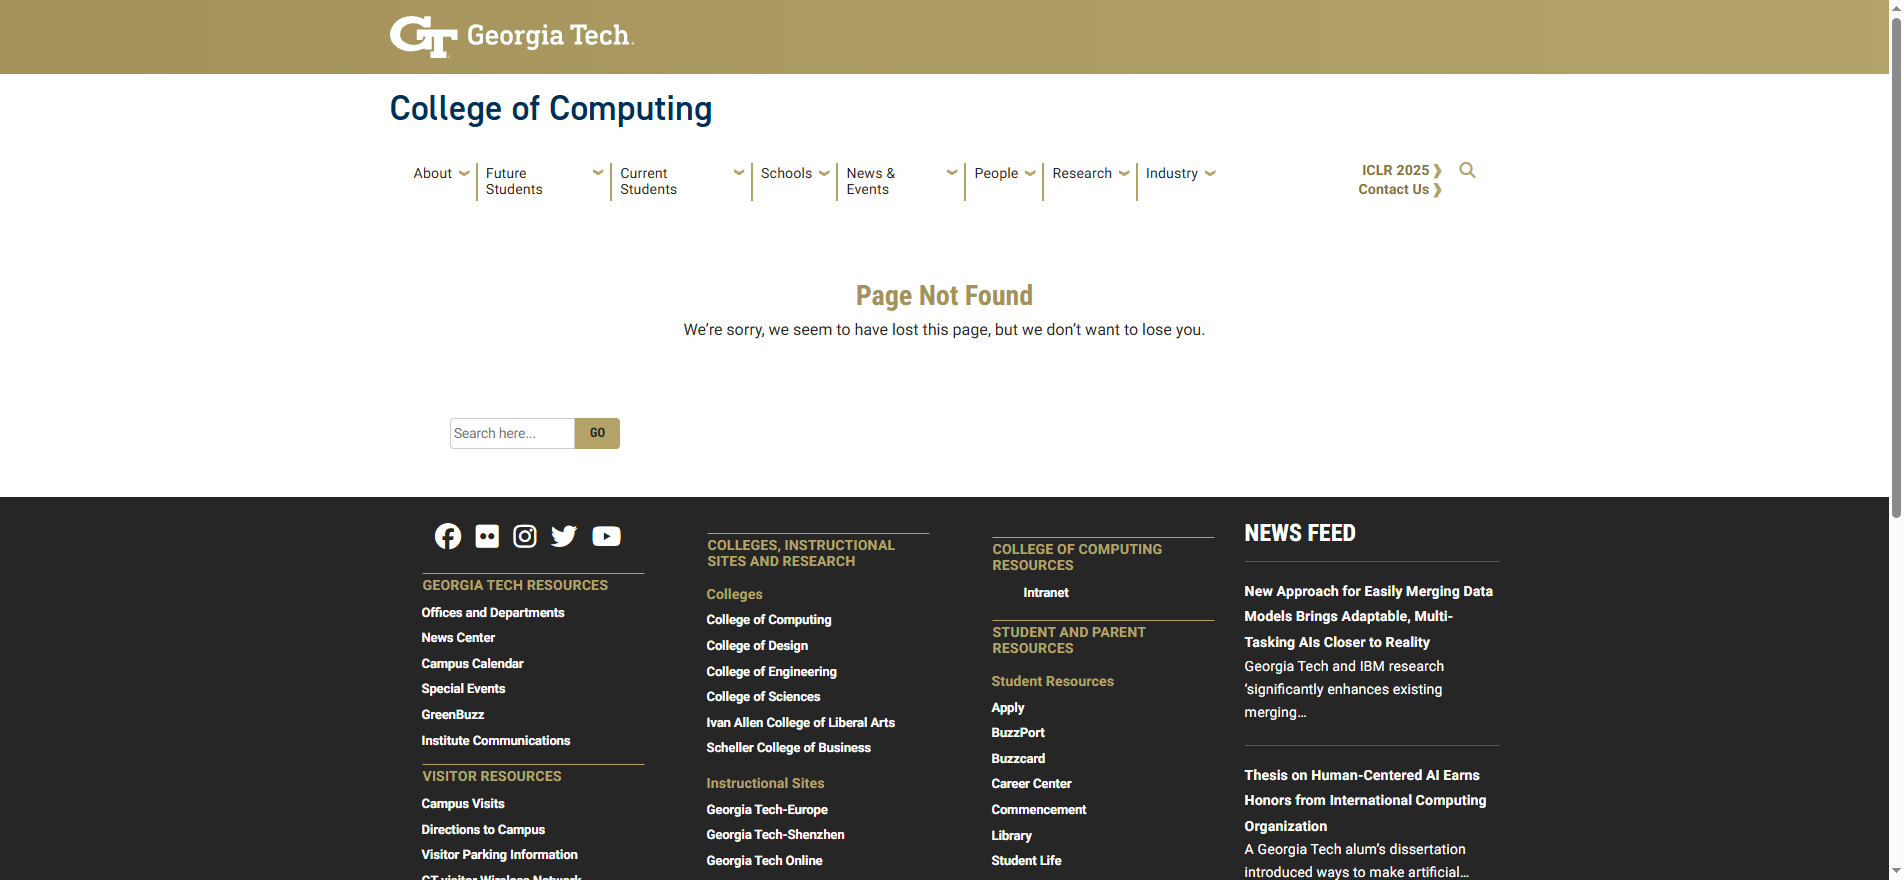 GT Georgia Tech.
College of Computing
About
Future
Students
Current
Students
Schools
News &
Events
People
Research
Industry
ICLR 2025
Contact Us
Page Not Found
We're sorry, we seem to have lost this page, but we don't want to lose you.
Search here...
GO
GEORGIA TECH RESOURCES
Offices and Departments
News Center
Campus Calendar
Special Events
GreenBuzz
Institute Communications
VISITOR RESOURCES
Campus Visits
Directions to Campus
Visitor Parking Information
GT visitor Wireless Network
COLLEGES, INSTRUCTIONAL
SITES AND RESEARCH
Colleges
College of Computing
College of Design
College of Engineering
College of Sciences
Ivan Allen College of Liberal Arts
Scheller College of Business
Instructional Sites
Georgia Tech-Europe
Georgia Tech-Shenzhen
Georgia Tech Online
COLLEGE OF COMPUTING
RESOURCES
Intranet
STUDENT AND PARENT
RESOURCES
Student Resources
Apply
BuzzPort
Buzzcard
Career Center
Commencement
Library
Student Life
NEWS FEED
New Approach for Easily Merging Data
Models Brings Adaptable, Multi-
Tasking AIs Closer to Reality
Georgia Tech and IBM research
‘significantly enhances existing
merging...
Thesis on Human-Centered AI Earns
Honors from International Computing
Organization
A Georgia Tech alum’s dissertation
introduced ways to make artificial...